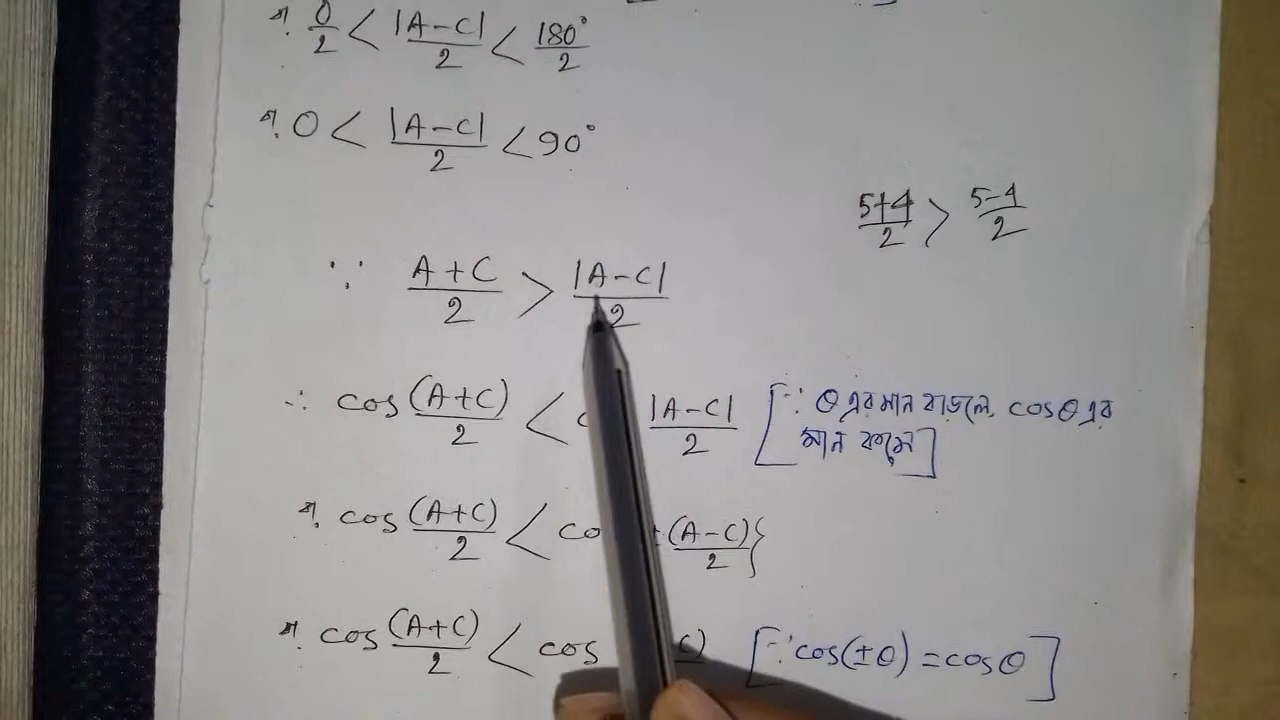 বা, 0/2 < |A-C|/2 < 180°/2
বা, 0 < |A-C|/2 < 90°
5+4/2 > 5-4/2
∵ A+C/2 > |A-C|/2
∴ cos (A+C)/2 < |A-C|/2 [∵ θ এর মান বাড়লে, cosθ এর
মান কমে]
বা, cos (A+C)/2 < (A-C)/2}
বা, cos (A+C)/2 < cos [∵ cos(±θ) = cosθ]